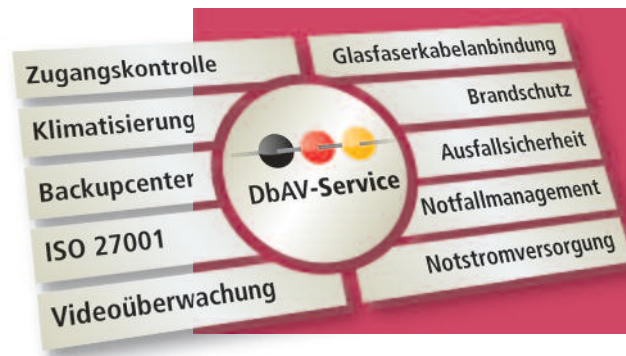 Zugangskontrolle
Klimatisierung
Backupcenter
ISO 27001
Videoüberwachung
DbAV-Service
Glasfaserkabelanbindung
Brandschutz
Ausfallsicherheit
Notfallmanagement
Notstromversorgung